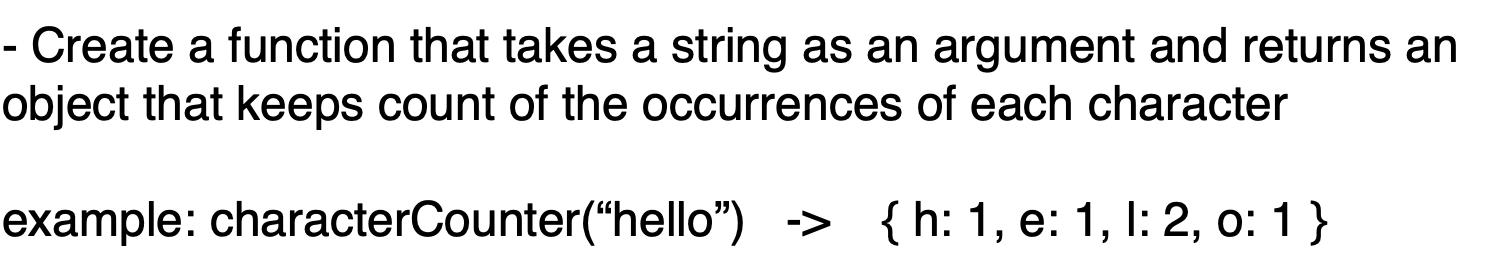 - Create a function that takes a string as an argument and returns an
object that keeps count of the occurrences of each character
example: characterCounter(“hello”) -> { h: 1, e: 1, l: 2, o: 1 }